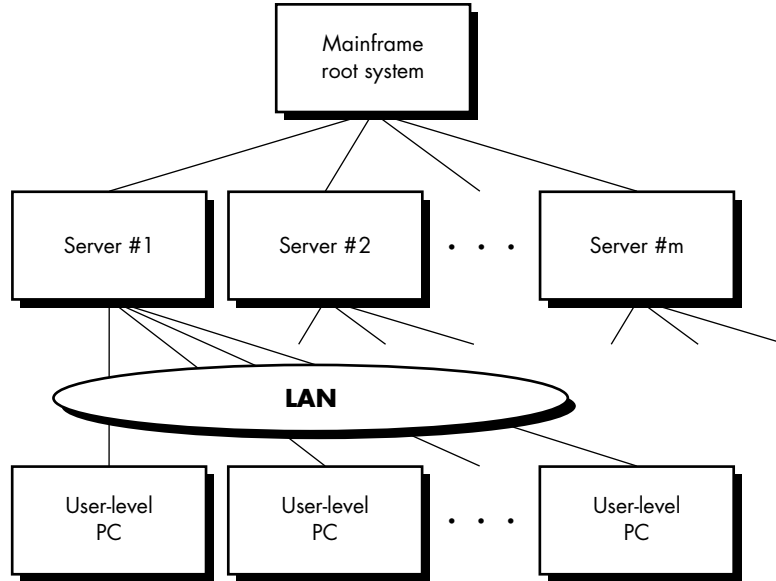 Mainframe
root system
Server #1
Server #2
. . .
Server #m
LAN
User-level
PC
User-level
PC
. . .
User-level
PC